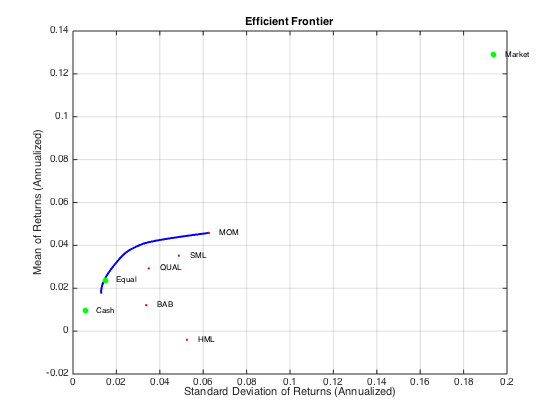 Efficient Frontier
Mean of Returns (Annualized)
0.14
0.12
0.1
0.08
0.06
0.04
0.02
0
-0.02
Market
MOM
SML
QUAL
Equal
BAB
Cash
HML
0 0.02 0.04 0.06 0.08 0.1 0.12 0.14 0.16 0.18 0.2
Standard Deviation of Returns (Annualized)